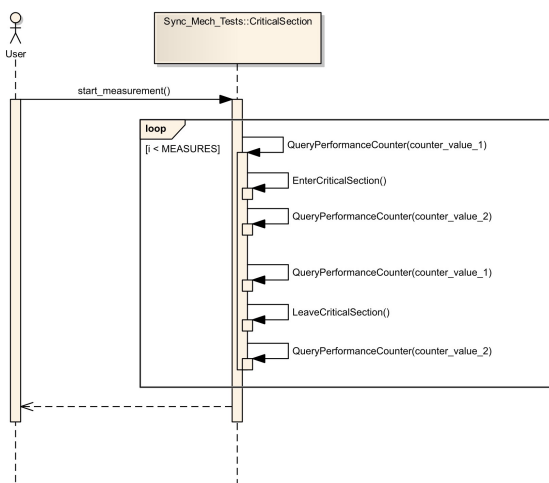 Sync_Mech_Tests::CriticalSection
User
start_measurement()
loop
[i < MEASURES]
QueryPerformanceCounter(counter_value_1)
EnterCriticalSection()
QueryPerformanceCounter(counter_value_2)
QueryPerformanceCounter(counter_value_1)
LeaveCriticalSection()
QueryPerformanceCounter(counter_value_2)